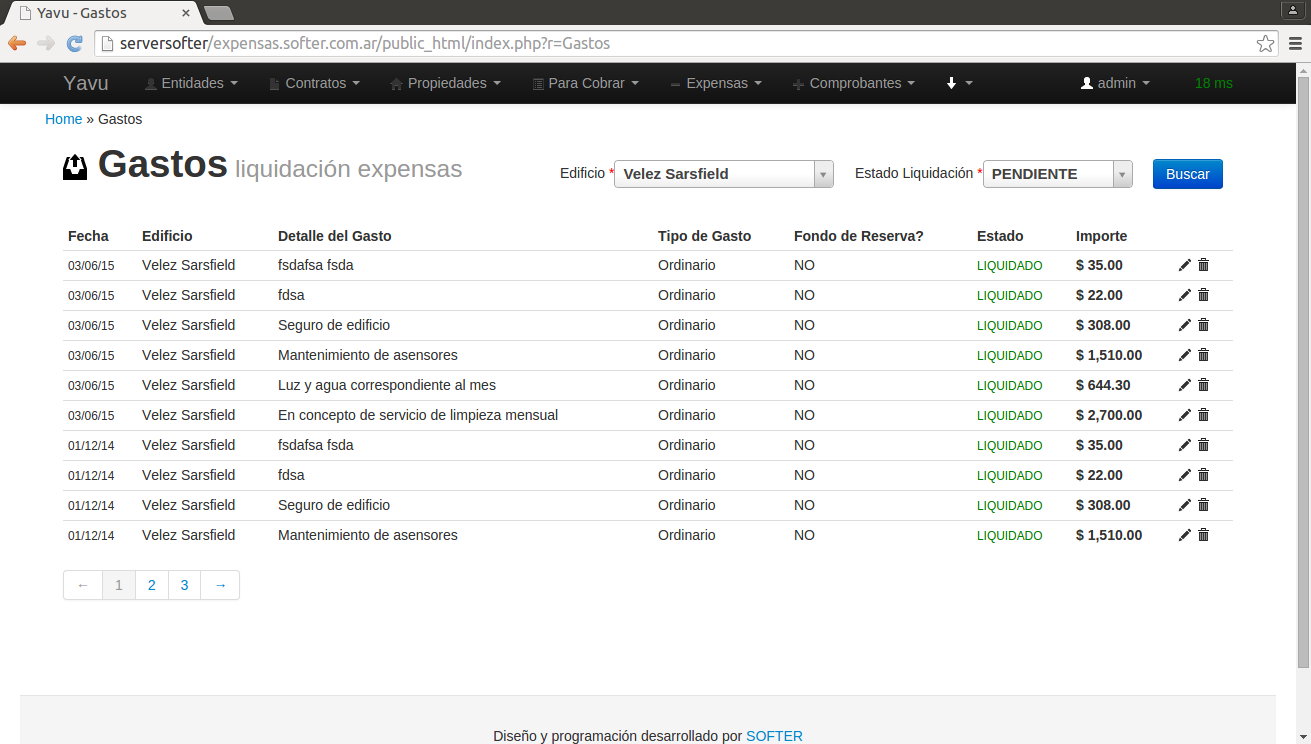 Yavu - Gastos
serversofter/expensas.softer.com.ar/public_html/index.php?r=Gastos
Yavu Entidades Contratos Propiedades Para Cobrar Expensas Comprobantes admin 18 ms
Home » Gastos
Gastos liquidación expensas Edificio * Velez Sarsfield Estado Liquidación * PENDIENTE Buscar
Fecha Edificio Detalle del Gasto Tipo de Gasto Fondo de Reserva? Estado Importe
03/06/15 Velez Sarsfield fsdafsa fsda Ordinario NO LIQUIDADO $ 35.00
03/06/15 Velez Sarsfield fdsa Ordinario NO LIQUIDADO $ 22.00
03/06/15 Velez Sarsfield Seguro de edificio Ordinario NO LIQUIDADO $ 308.00
03/06/15 Velez Sarsfield Mantenimiento de asensores Ordinario NO LIQUIDADO $ 1,510.00
03/06/15 Velez Sarsfield Luz y agua correspondiente al mes Ordinario NO LIQUIDADO $ 644.30
03/06/15 Velez Sarsfield En concepto de servicio de limpieza mensual Ordinario NO LIQUIDADO $ 2,700.00
01/12/14 Velez Sarsfield fsdafsa fsda Ordinario NO LIQUIDADO $ 35.00
01/12/14 Velez Sarsfield fdsa Ordinario NO LIQUIDADO $ 22.00
01/12/14 Velez Sarsfield Seguro de edificio Ordinario NO LIQUIDADO $ 308.00
01/12/14 Velez Sarsfield Mantenimiento de asensores Ordinario NO LIQUIDADO $ 1,510.00
← 1 2 3 →
Diseño y programación desarrollado por SOFTER